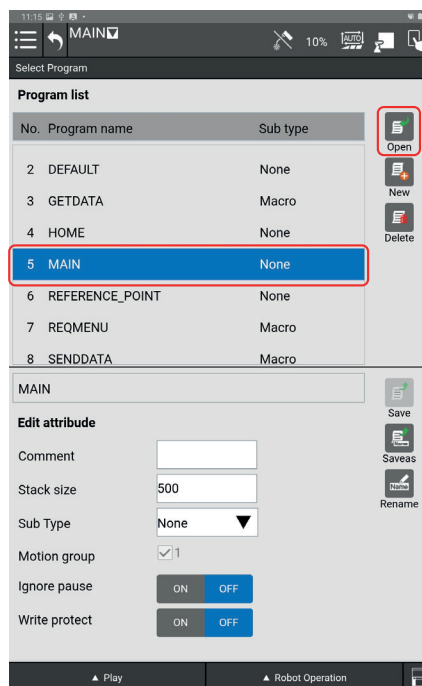 11:15
MAIN
10%
AUTO
Select Program
Program list
No. Program name Sub type
Open
2 DEFAULT None
New
3 GETDATA Macro
4 HOME None
Delete
5 MAIN None
6 REFERENCE_POINT None
7 REQMENU Macro
8 SENDDATA Macro
MAIN
Save
Edit attribude
Comment
Saveas
Stack size 500
Name
Rename
Sub Type None
Motion group 1
Ignore pause ON OFF
Write protect ON OFF
▲ Play ▲ Robot Operation